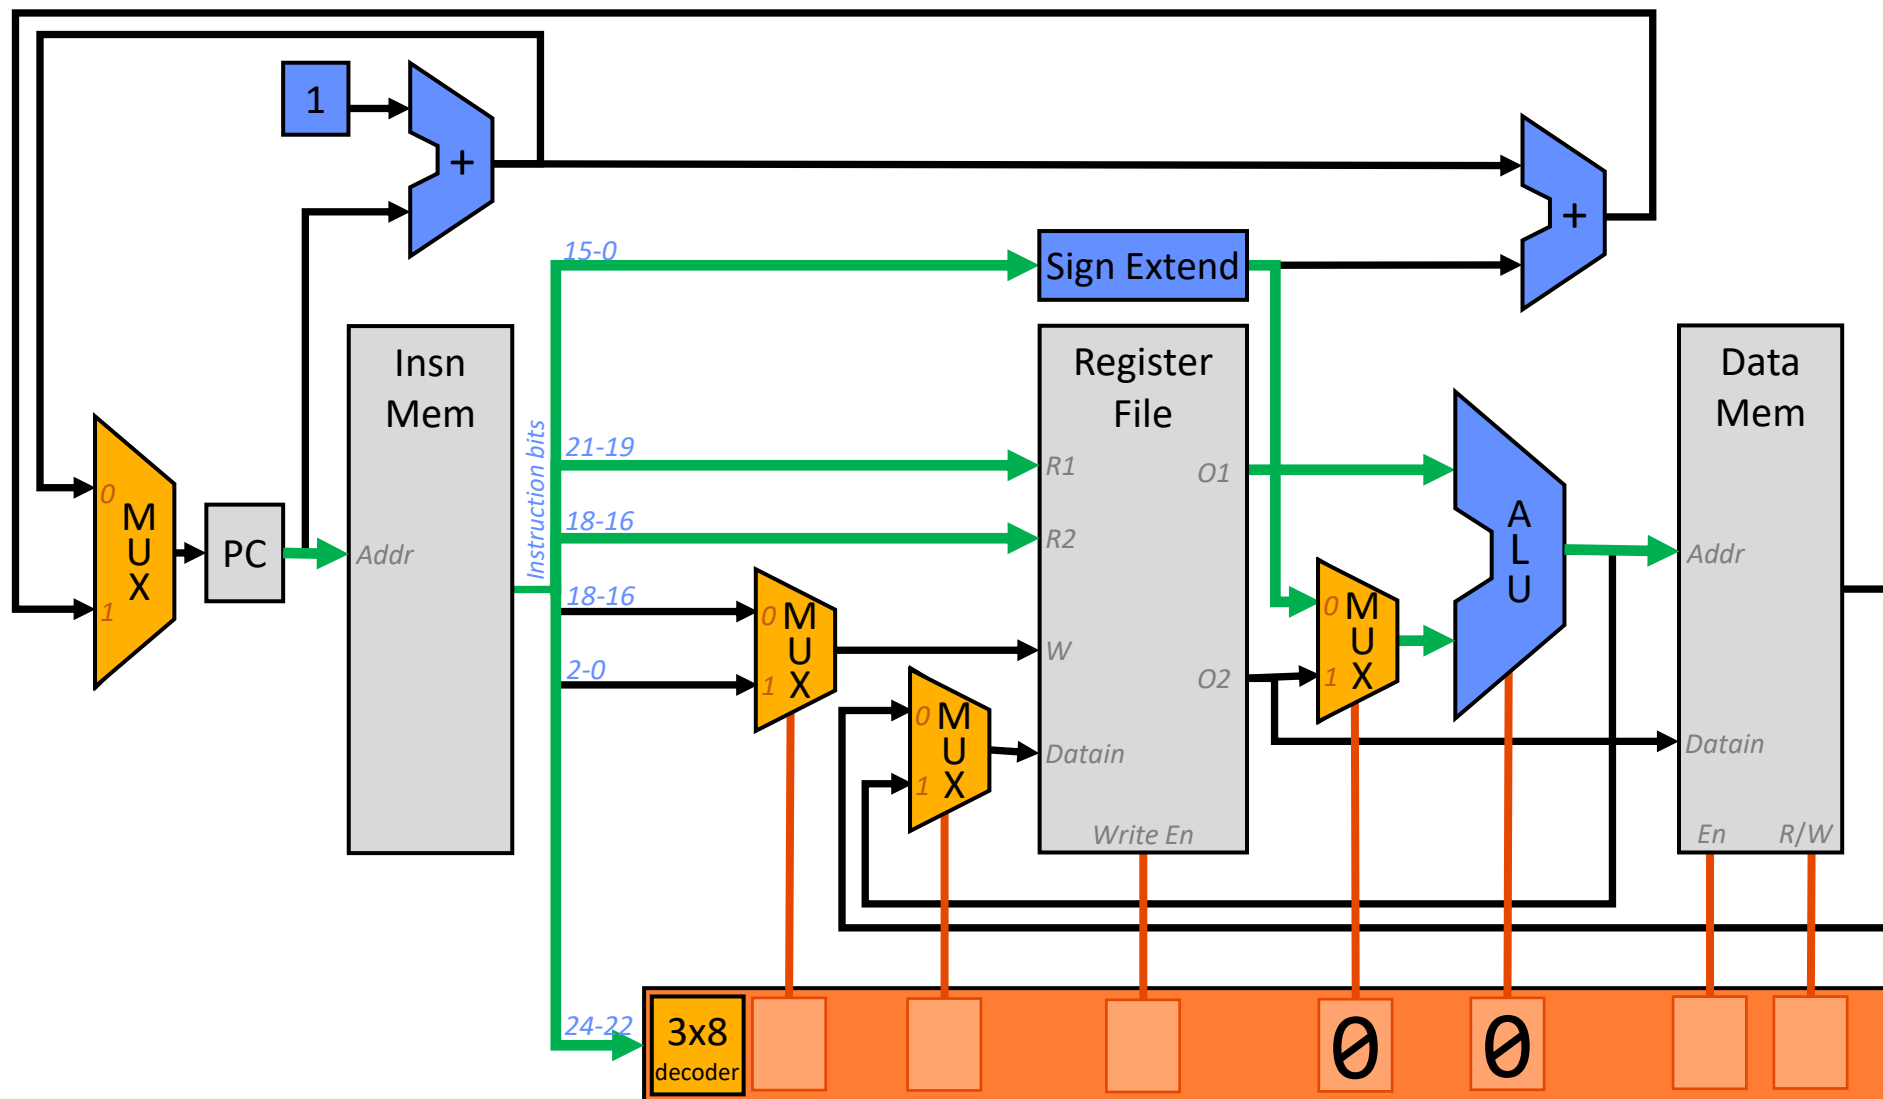 1
+
+
15-0
Sign Extend
Insn
Mem
Register
File
Data
Mem
Instruction bits
21-19
R1
O1
18-16
R2
0
1
M
U
X
PC
Addr
A
L
U
Addr
18-16
2-0
0
1
M
U
X
W
O2
0
1
M
U
X
0
1
M
U
X
Datain
Datain
Write En
En
R/W
24-22
3x8
decoder
0
0